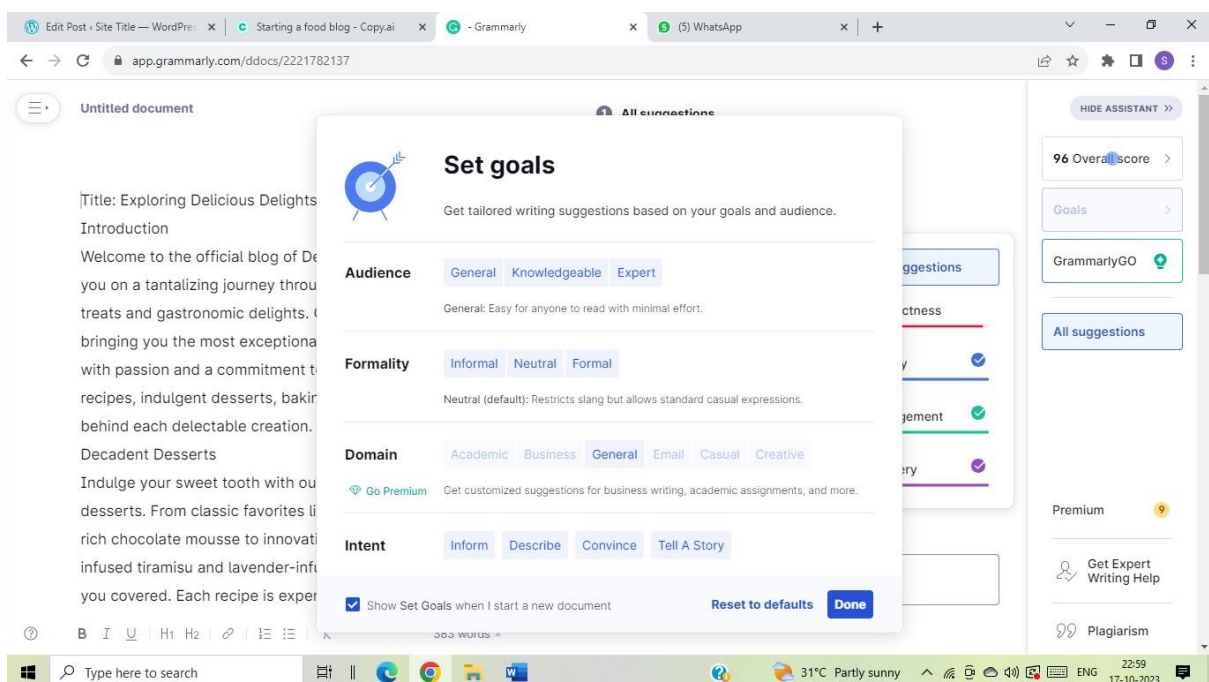 Edit Post ‹ Site Title — WordPre
Starting a food blog - Copy.ai
- Grammarly
(5) WhatsApp
app.grammarly.com/ddocs/2221782137
S
Untitled document
1 All suggestions
HIDE ASSISTANT
Set goals
Get tailored writing suggestions based on your goals and audience.
Audience
General Knowledgeable Expert
General: Easy for anyone to read with minimal effort.
Formality
Informal Neutral Formal
Neutral (default): Restricts slang but allows standard casual expressions.
Domain
Academic Business General Email Casual Creative
Go Premium
Get customized suggestions for business writing, academic assignments, and more.
Intent
Inform Describe Convince Tell A Story
Show Set Goals when I start a new document
Reset to defaults
Done
Title: Exploring Delicious Delights
Introduction
Welcome to the official blog of De
you on a tantalizing journey throu
treats and gastronomic delights.
bringing you the most exceptiona
with passion and a commitment t
recipes, indulgent desserts, bakin
behind each delectable creation.
Decadent Desserts
Indulge your sweet tooth with ou
desserts. From classic favorites li
rich chocolate mousse to innovati
infused tiramisu and lavender-infu
you covered. Each recipe is exper
B I U H1 H2
383 words
ggestions
ctness
y
gement
ery
96 Overall score
Goals
GrammarlyGO
All suggestions
Premium 9
Get Expert
Writing Help
Plagiarism
Type here to search
31°C Partly sunny
ENG
22:59
17-10-2023